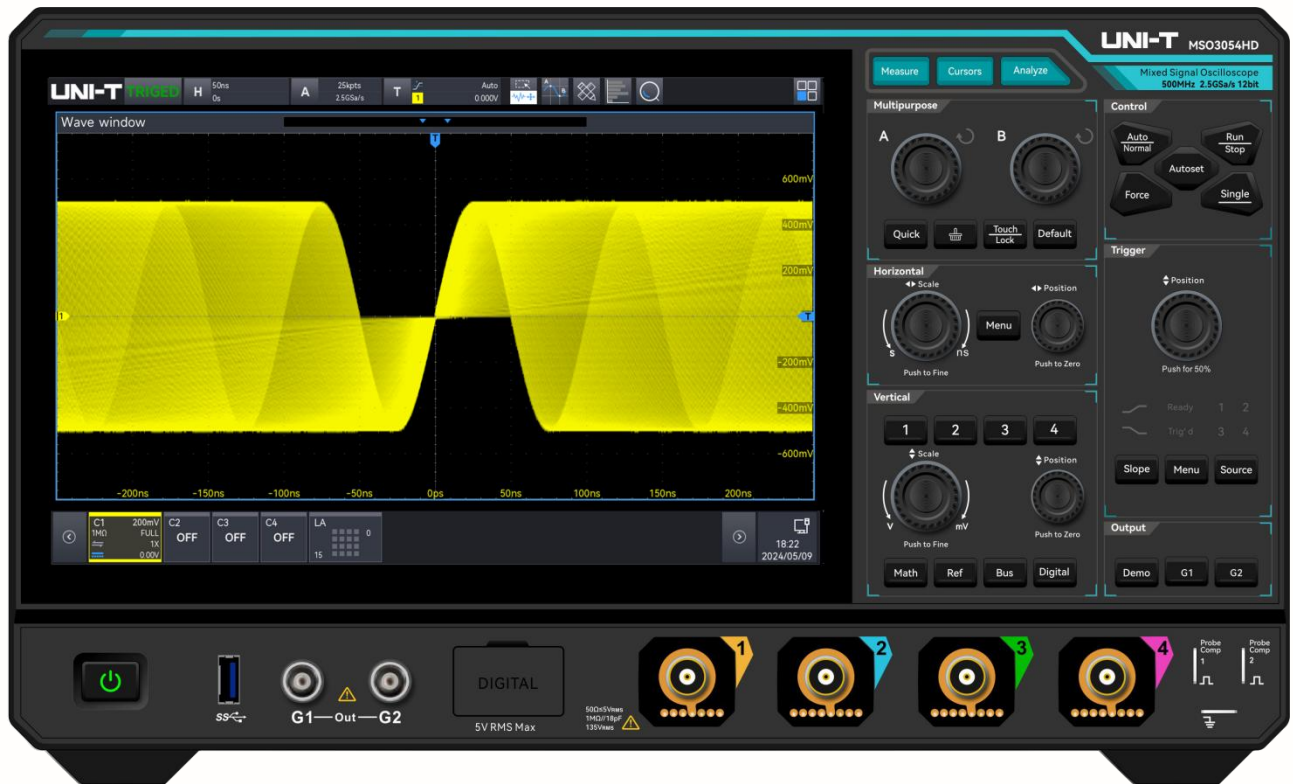 UNI-T MSO3054HD
Mixed Signal Oscilloscope
500MHz 2.5GSa/s 12bit
UNI-T TRIGED H 50ns 0s A 25kpts 2.5GSa/s T 1 Auto 0.000V
Wave window
T
600mV
400mV
200mV
1 T
-200mV
-400mV
-600mV
-200ns -150ns -100ns -50ns 0ps 50ns 100ns 150ns 200ns
C1 200mV
1MΩ FULL
1X
0.00V
C2
OFF
C3
OFF
C4
OFF
LA
0
15
18:22
2024/05/09
Measure Cursors Analyze
Multipurpose
A B
Quick Touch Lock Default
Horizontal
Scale Position
Menu
s ns
Push to Fine Push to Zero
Vertical
1 2 3 4
Scale Position
V mV
Push to Fine Push to Zero
Math Ref Bus Digital
Control
Auto Normal
Run Stop
Autoset
Force
Single
Trigger
Position
Push for 50%
Ready 1 2
Trig'd 3 4
Slope Menu Source
Output
Demo G1 G2
SS
G1 Out G2
DIGITAL
5V RMS Max
50Ω≤5VRMS
1MΩ//18pF
135VRMS
1 2 3 4
Probe Comp 1
Probe Comp 2